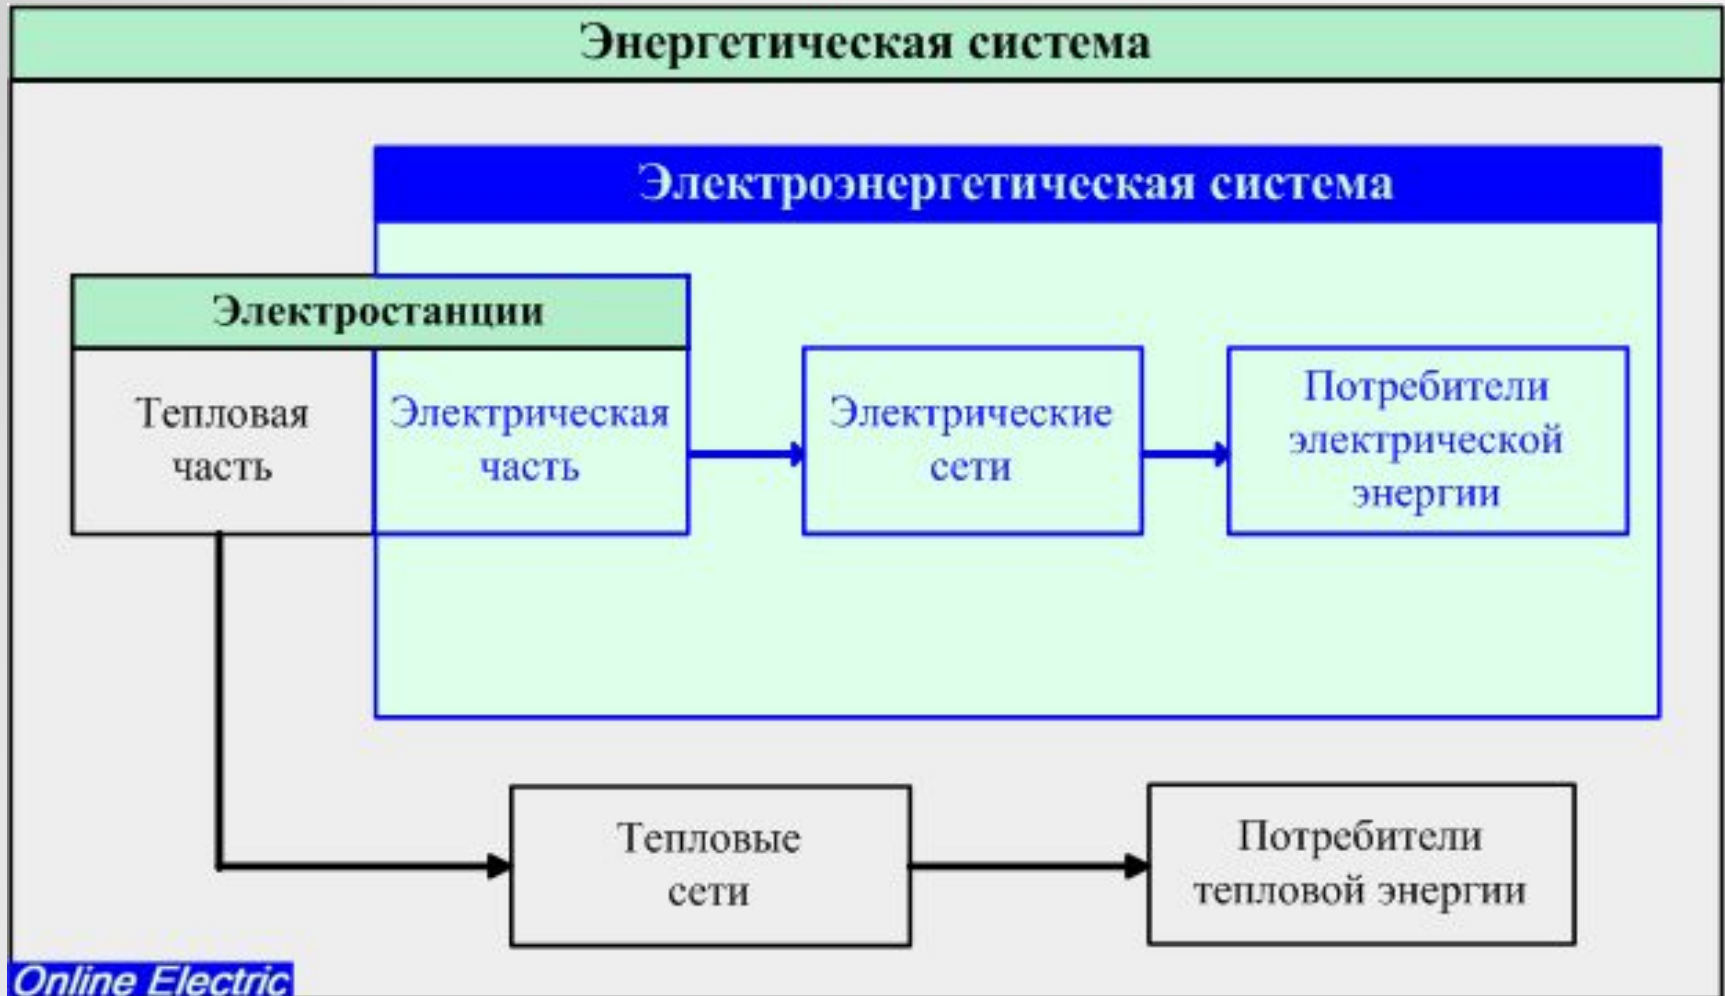 Энергетическая система
Электроэнергетическая система
Электростанции
Тепловая
часть
Электрическая
часть
Электрические
сети
Потребители
электрической
энергии
Тепловые
сети
Потребители
тепловой энергии
Online Electric